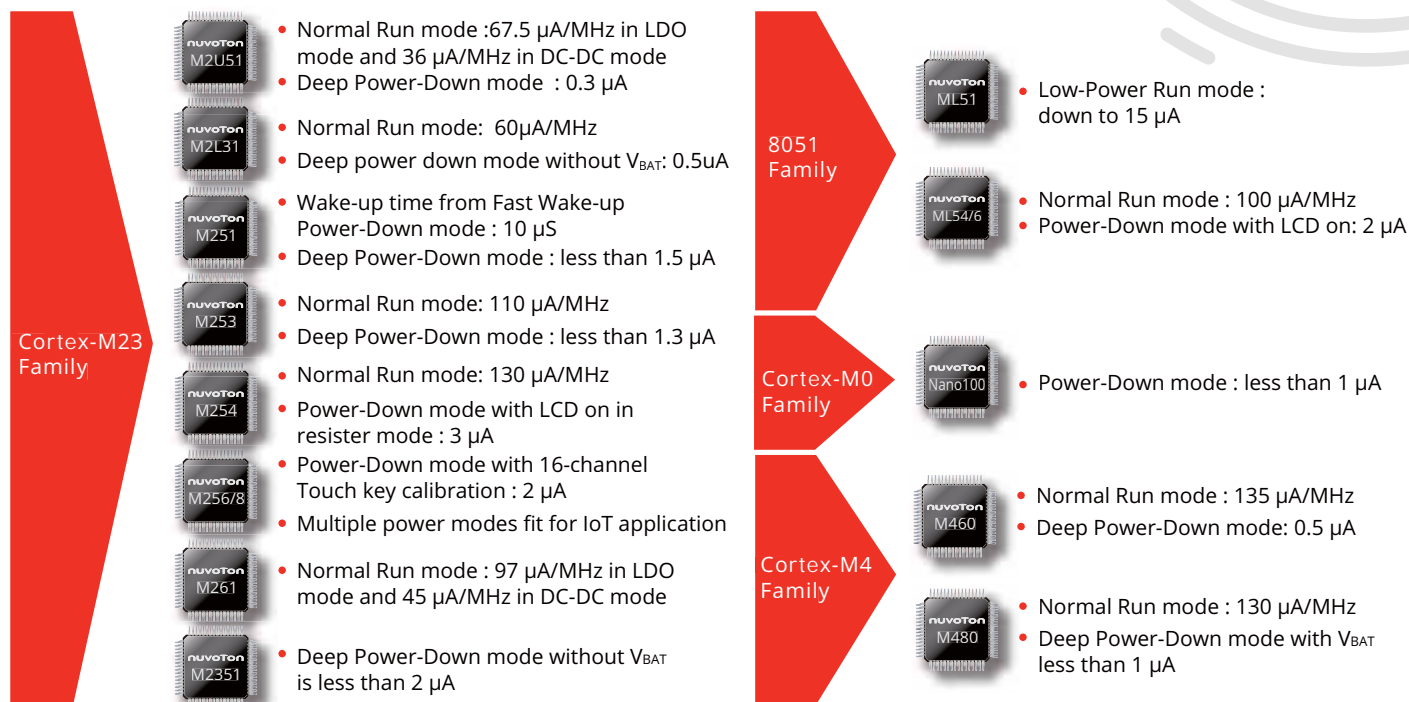 Cortex-M23
Family
nuvoTon
M2U51
• Normal Run mode :67.5 µA/MHz in LDO
mode and 36 µA/MHz in DC-DC mode
• Deep Power-Down mode : 0.3 µA
nuvoTon
M2L31
• Normal Run mode: 60µA/MHz
• Deep power down mode without VBAT: 0.5uA
nuvoTon
M251
• Wake-up time from Fast Wake-up
Power-Down mode : 10 µS
• Deep Power-Down mode : less than 1.5 µA
nuvoTon
M253
• Normal Run mode: 110 µA/MHz
• Deep Power-Down mode : less than 1.3 µA
nuvoTon
M254
• Normal Run mode: 130 µA/MHz
• Power-Down mode with LCD on in
resister mode : 3 µA
nuvoTon
M256/8
• Power-Down mode with 16-channel
Touch key calibration : 2 µA
• Multiple power modes fit for IoT application
nuvoTon
M261
• Normal Run mode : 97 µA/MHz in LDO
mode and 45 µA/MHz in DC-DC mode
nuvoTon
M2351
• Deep Power-Down mode without VBAT
is less than 2 µA
8051
Family
nuvoTon
ML51
• Low-Power Run mode :
down to 15 µA
nuvoTon
ML54/6
• Normal Run mode : 100 µA/MHz
• Power-Down mode with LCD on: 2 µA
Cortex-M0
Family
nuvoTon
Nano100
• Power-Down mode : less than 1 µA
Cortex-M4
Family
nuvoTon
M460
• Normal Run mode : 135 µA/MHz
• Deep Power-Down mode: 0.5 µA
nuvoTon
M480
• Normal Run mode : 130 µA/MHz
• Deep Power-Down mode with VBAT
less than 1 µA